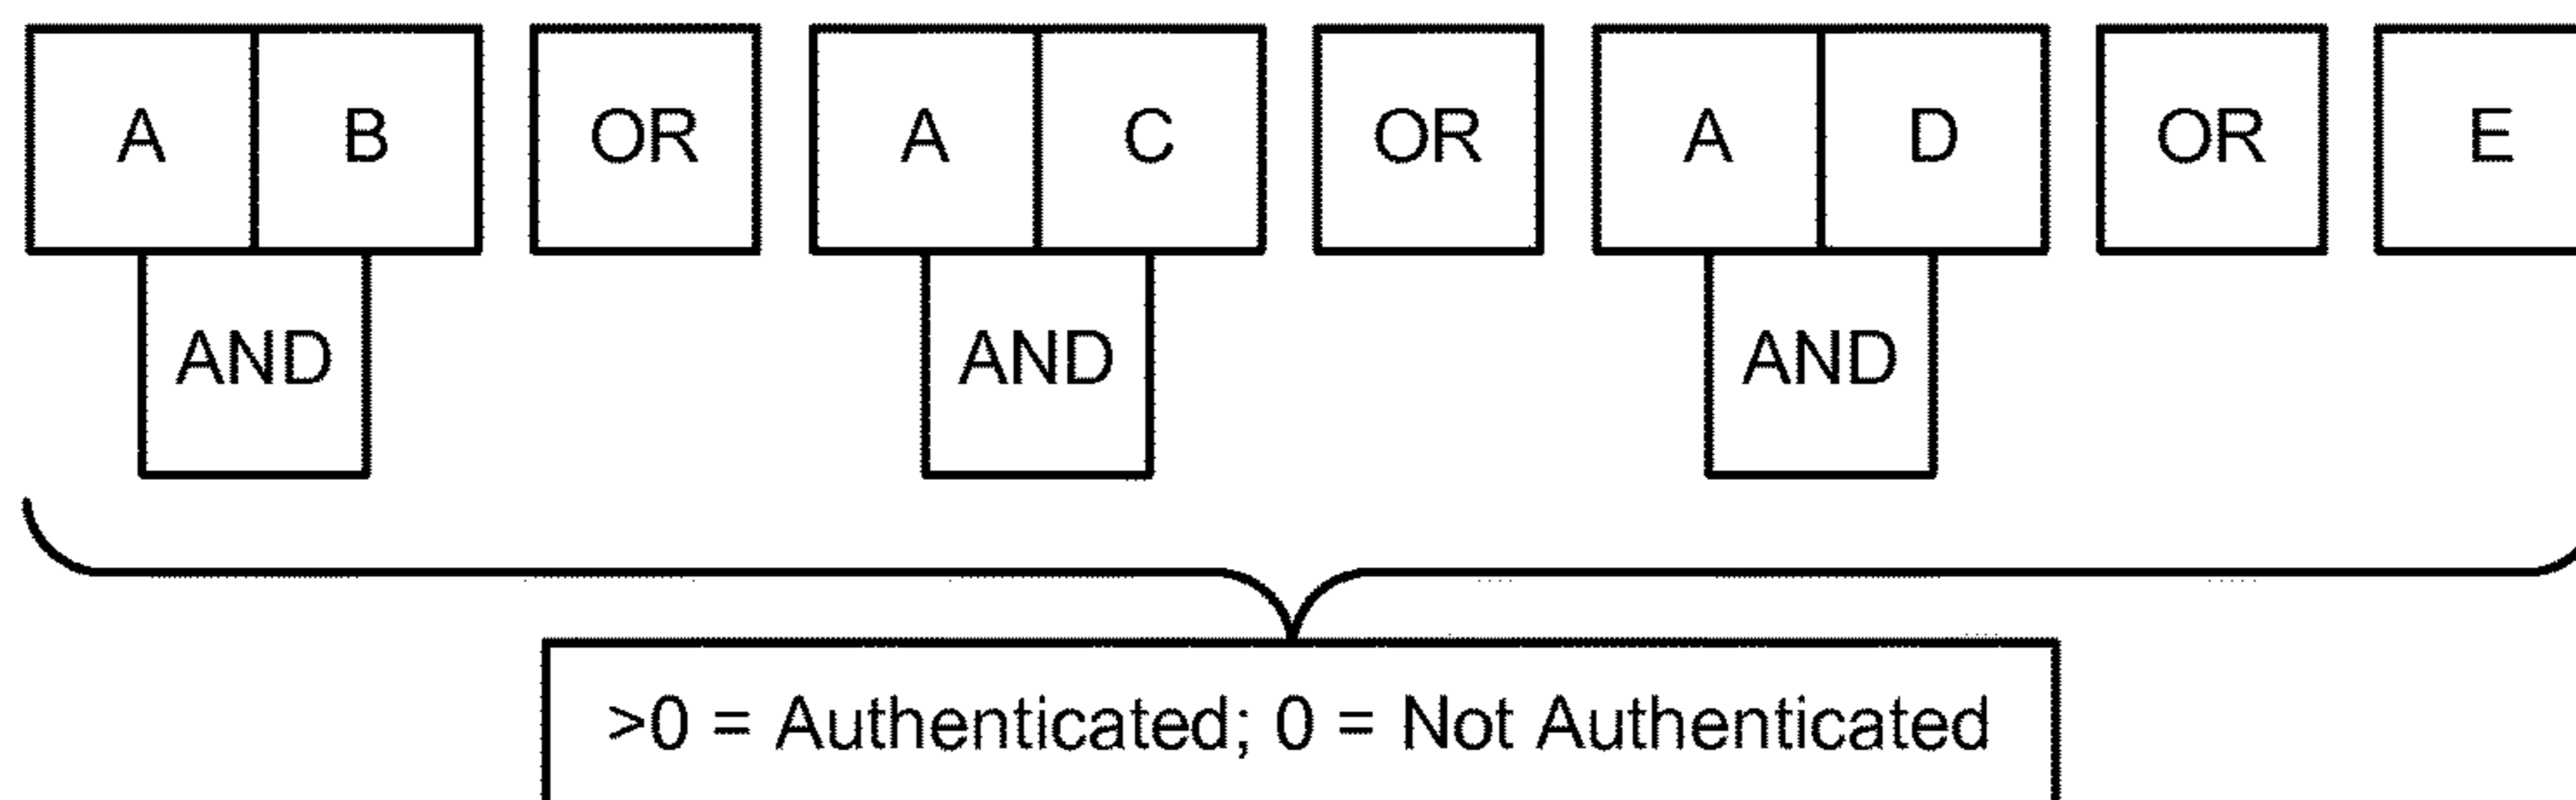 A B OR A C OR A D OR E
AND AND AND
>0 = Authenticated; 0 = Not Authenticated